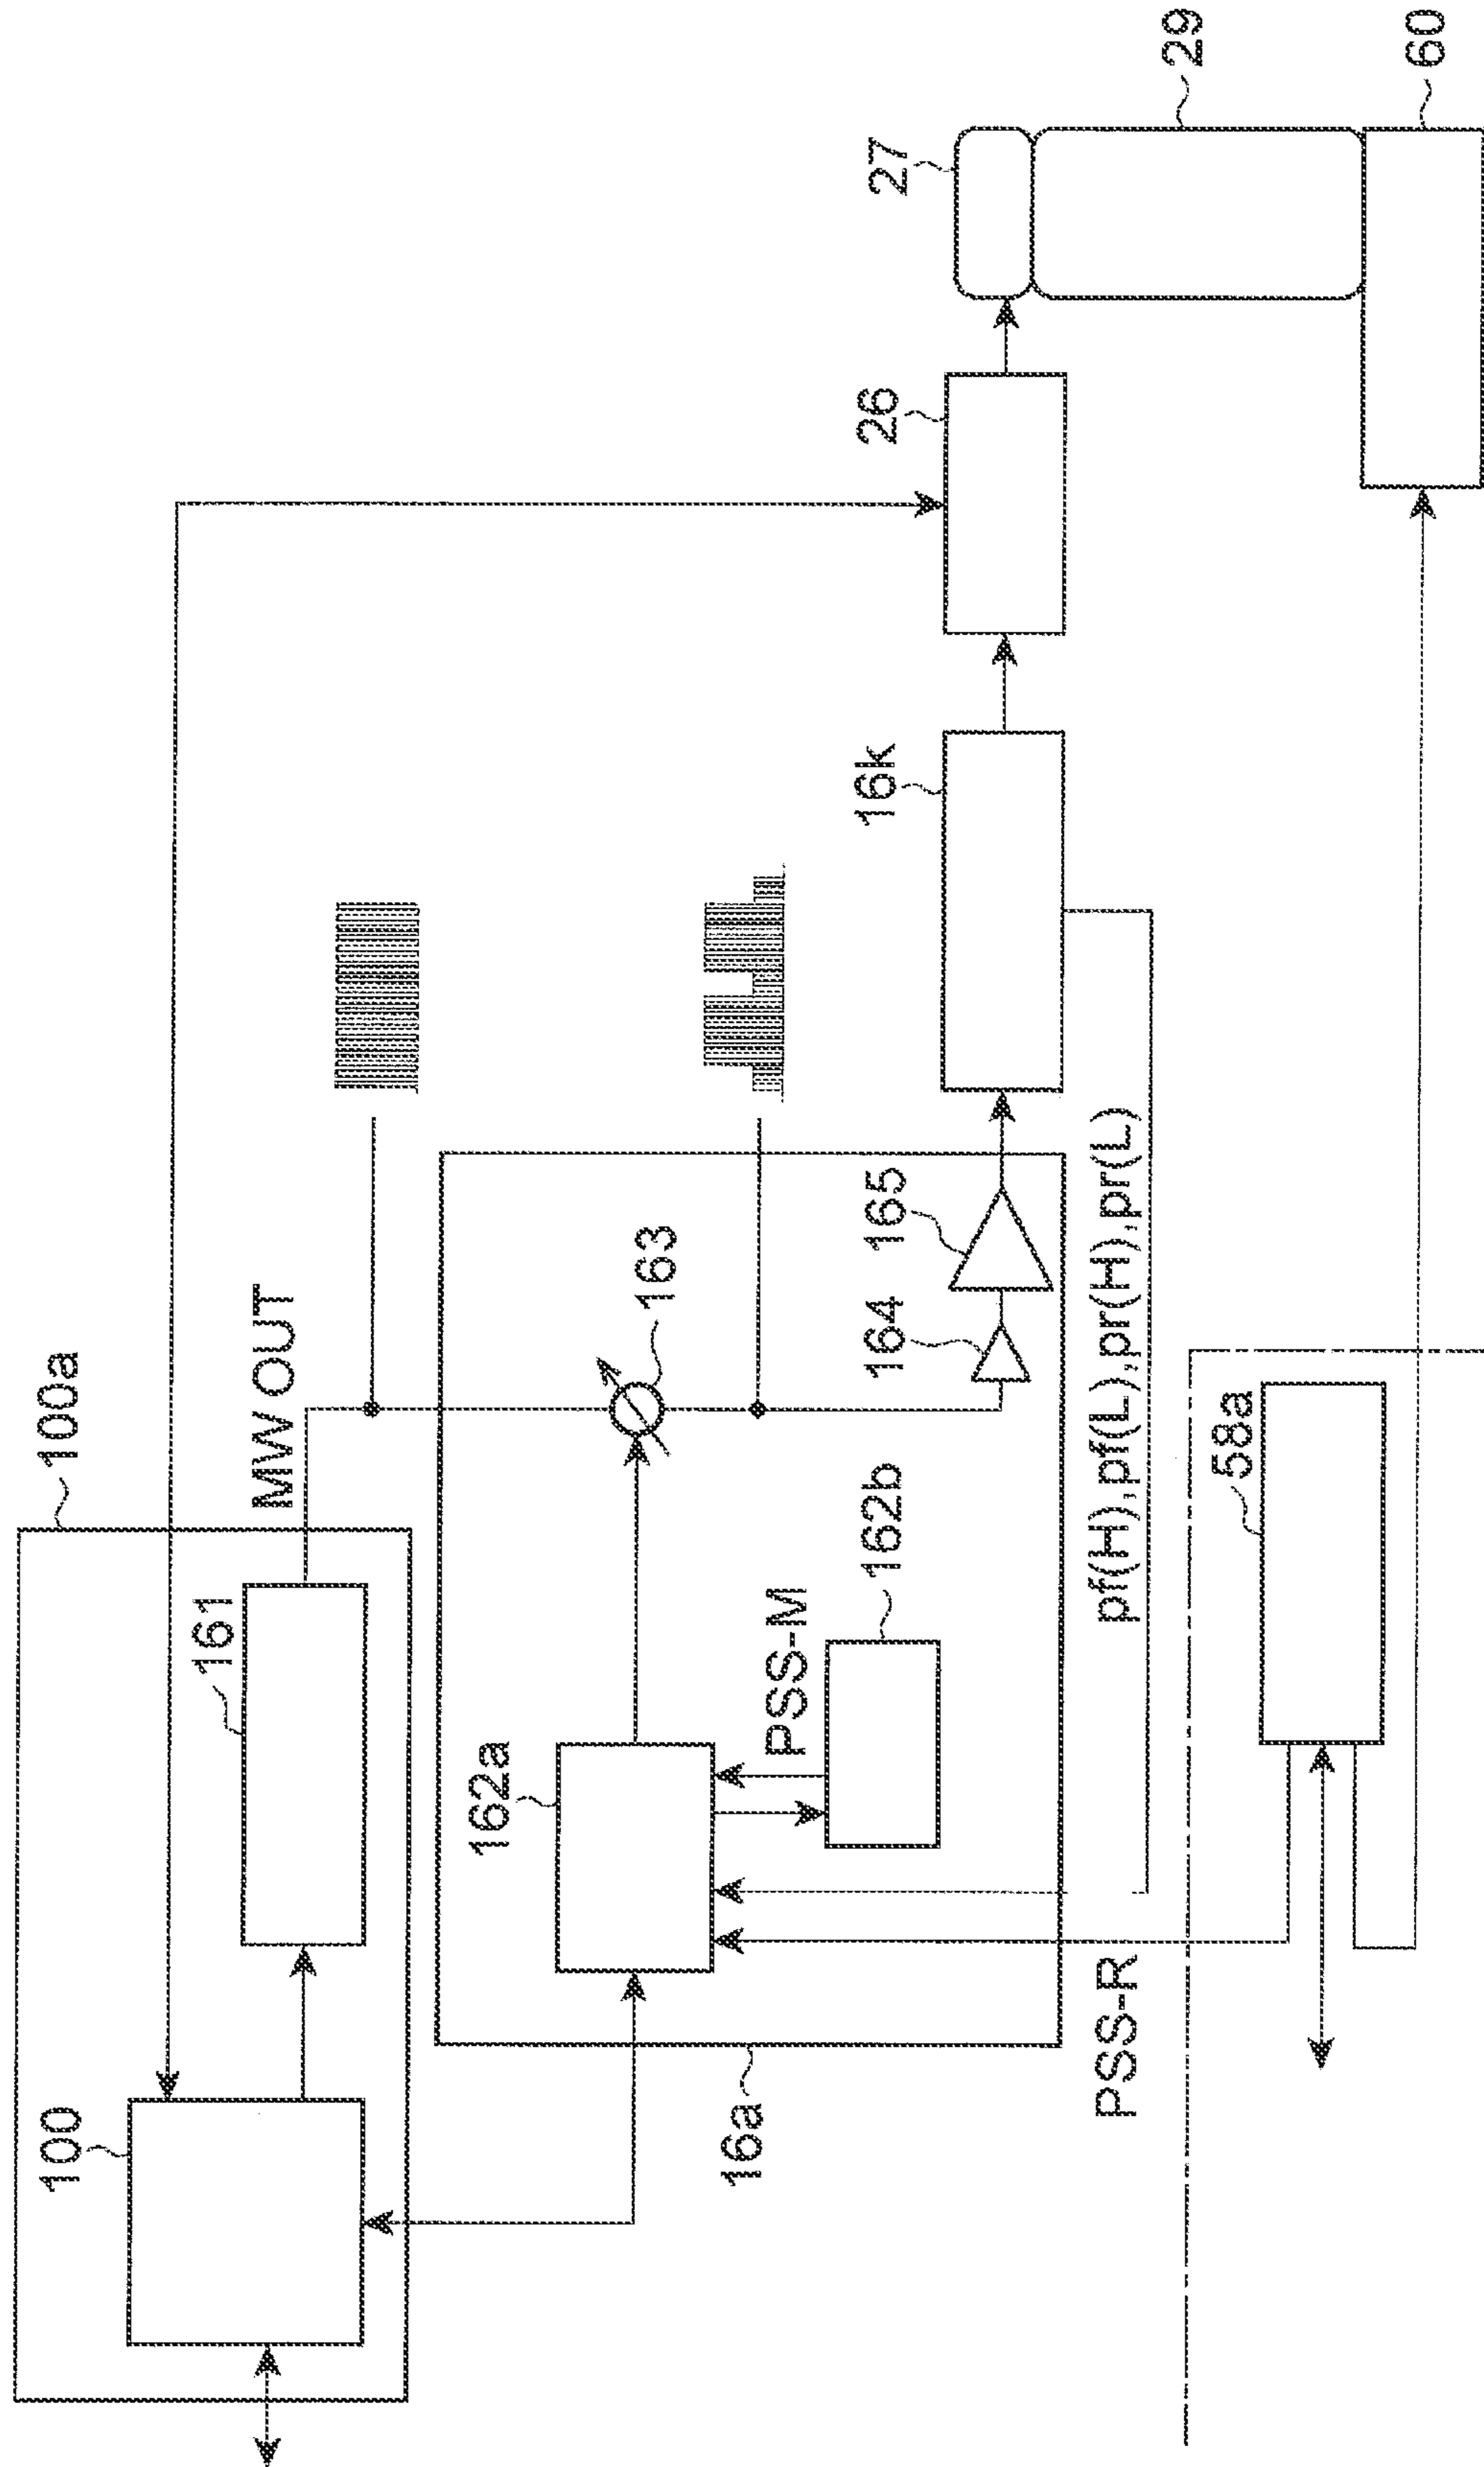 100a
100
161
MW OUT
163
162a
PSS-M
162b
164
165
16a
16k
26
27
29
60
pf(H),pf(L),pr(H),pr(L)
PSS-R
58a